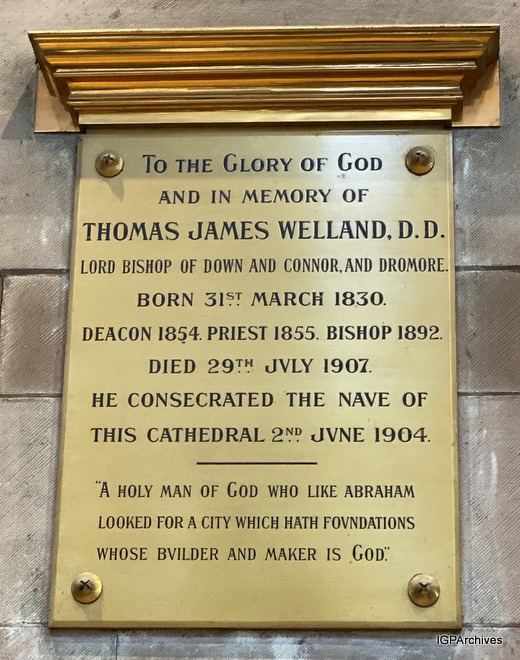 TO THE GLORY OF GOD
AND IN MEMORY OF
THOMAS JAMES WELLAND, D.D.
LORD BISHOP OF DOWN AND CONNOR, AND DROMORE.
BORN 31ST MARCH 1830.
DEACON 1854. PRIEST 1855. BISHOP 1892.
DIED 29TH JVLY 1907.
HE CONSECRATED THE NAVE OF
THIS CATHEDRAL 2ND JVNE 1904.
"A HOLY MAN OF GOD WHO LIKE ABRAHAM
LOOKED FOR A CITY WHICH HATH FOVNDATIONS
WHOSE BVILDER AND MAKER IS GOD."
IGPArchives